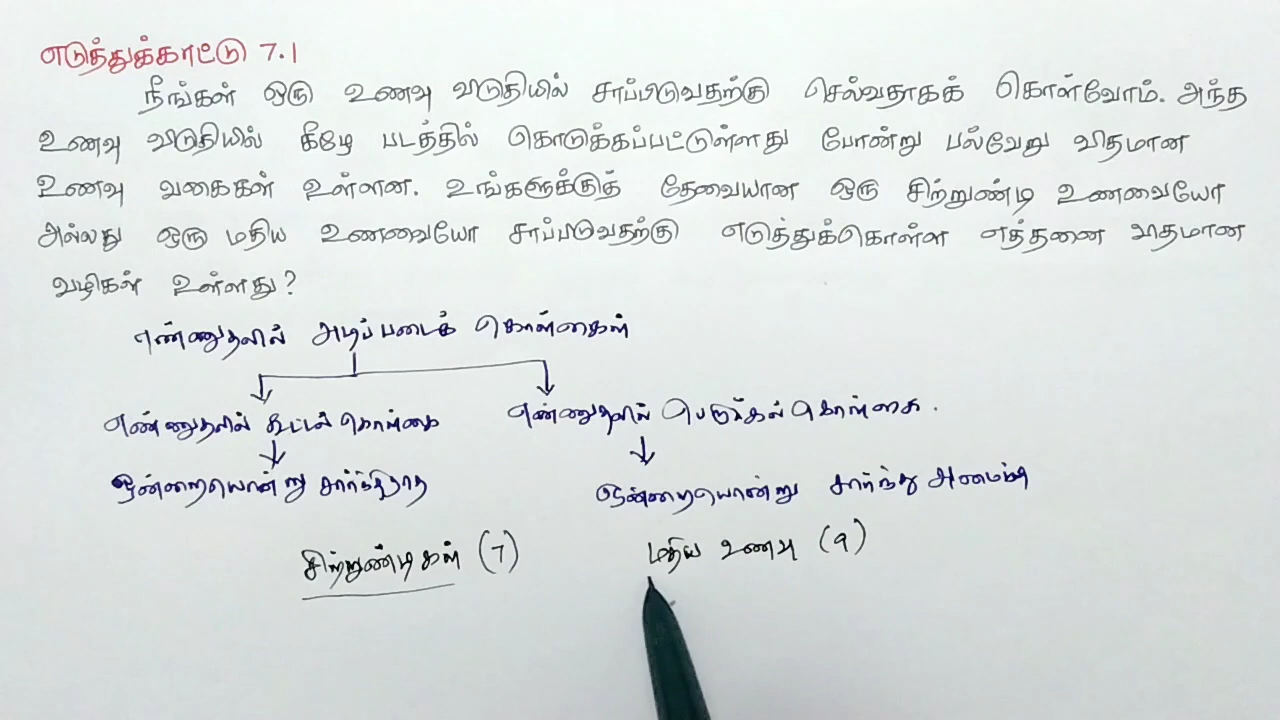 எடுத்துக்காட்டு 7.1
நீங்கள் ஒரு உணவு விடுதியில் சாப்பிடுவதற்கு செல்வதாகக் கொள்வோம். அந்த
உணவு விடுதியில் கீழே படத்தில் கொடுக்கப்பட்டுள்ளது போன்று பல்வேறு விதமான
உணவு வகைகள் உள்ளன. உங்களுக்குத் தேவையான ஒரு சிற்றுண்டி உணவையோ
அல்லது ஒரு மதிய உணவையோ சாப்பிடுவதற்கு எடுத்துக்கொள்ள எத்தனை விதமான
வழிகள் உள்ளது?
எண்ணுதலில் அடிப்படைக் கொள்கைகள்
எண்ணுதலில் கூட்டல் கொள்கை எண்ணுதலில் பெருக்கல் கொள்கை.
ஒன்றையொன்று சார்ந்திராத ஒன்றையொன்று சார்ந்து அமையும்
சிற்றுண்டிகள் (7) மதிய உணவு (9)